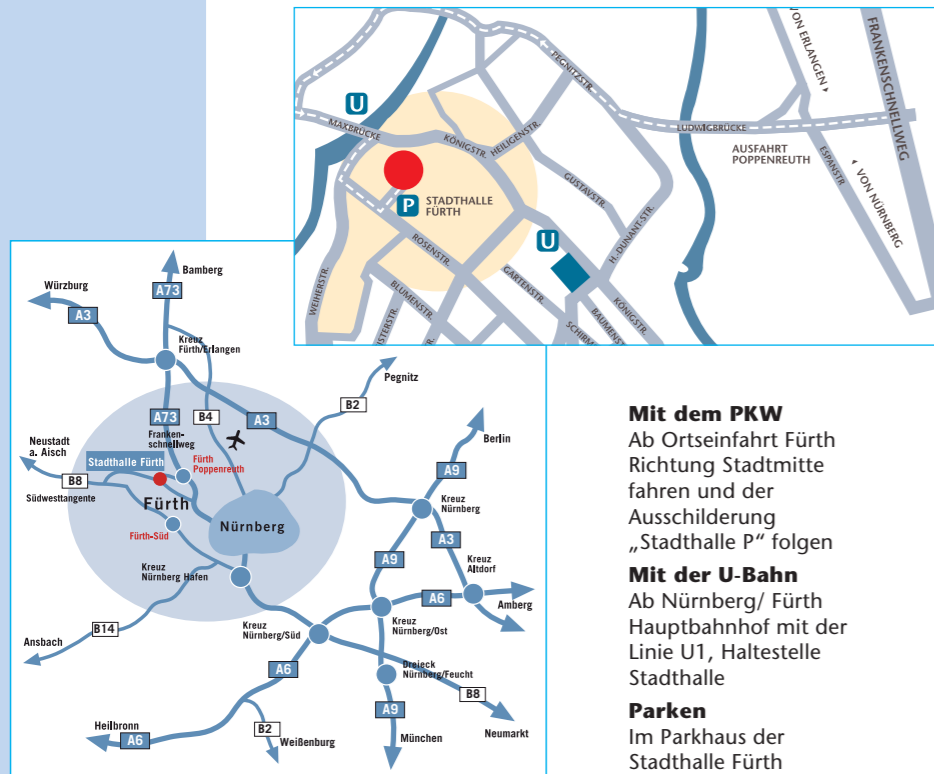 PEGNITZSTR.
VON ERLANGEN
FRANKENSCHNELLWEG
U
MAXBRÜCKE
KÖNIGSTR.
HEILIGENSTR.
LUDWIGBRÜCKE
AUSFAHRT
POPPENREUTH
ESPANSTR
VON NÜRNBERG
GUSTAVSTR.
P
STADTHALLE
FÜRTH
H.-DUNANT-STR.
U
ROSENSTR.
WEIHERSTR.
BLUMENSTR.
GARTENSTR.
KÖNIGSTR.
BAUMENSTR.
Bamberg
Würzburg
A73
A3
Kreuz
Fürth/Erlangen
Pegnitz
B2
A73
B4
A3
Franken-
schnellweg
Neustadt
a. Aisch
Stadthalle Fürth
Fürth
Poppenreuth
Berlin
A9
B8
Südwesttangente
Fürth
Nürnberg
Kreuz
Nürnberg
Fürth-Süd
A3
A9
Kreuz
Altdorf
Kreuz
Nürnberg Hafen
A6
Amberg
B14
Ansbach
Kreuz
Nürnberg/Süd
Kreuz
Nürnberg/Ost
A6
Dreieck
Nürnberg/Feucht
B8
Heilbronn
A6
B2
Weißenburg
A9
München
Neumarkt
Mit dem PKW
Ab Ortseinfahrt Fürth
Richtung Stadtmitte
fahren und der
Ausschilderung
„Stadthalle P“ folgen
Mit der U-Bahn
Ab Nürnberg/ Fürth
Hauptbahnhof mit der
Linie U1, Haltestelle
Stadthalle
Parken
Im Parkhaus der
Stadthalle Fürth